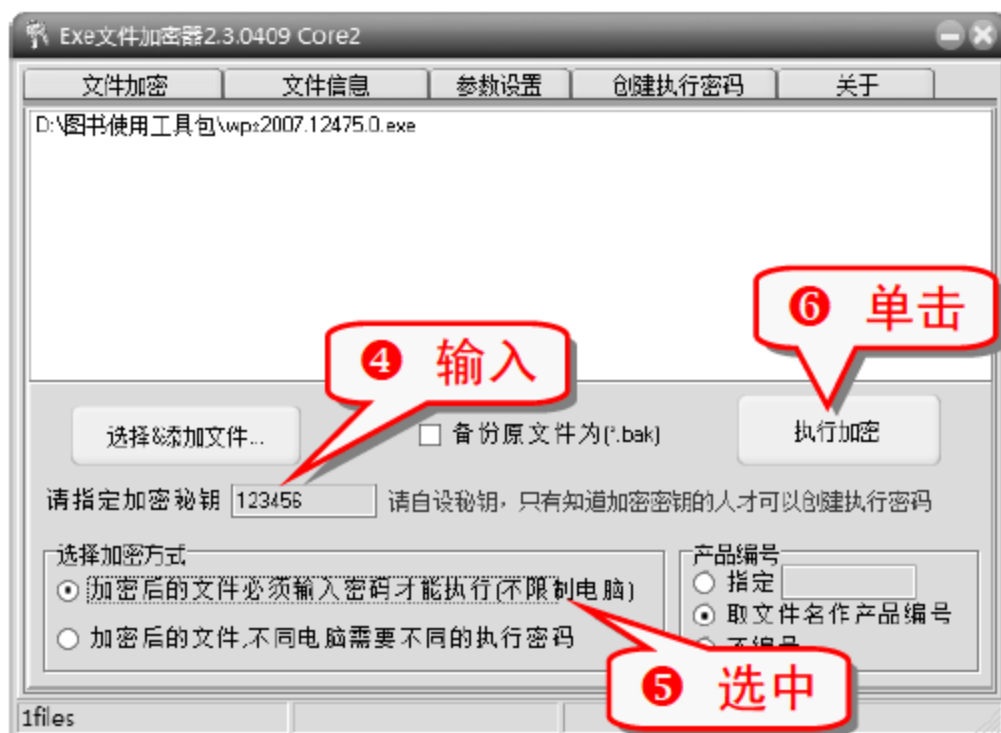 Exe文件加密器2.3.0409 Core2
文件加密 文件信息 参数设置 创建执行密码 关于
D:\图书使用工具包\wps2007.12475.0.exe
❻ 单击
❹ 输入
选择&添加文件... 备份原文件为(*.bak) 执行加密
请指定加密秘钥 123456 请自设秘钥，只有知道加密密钥的人才可以创建执行密码
选择加密方式
加密后的文件必须输入密码才能执行(不限制电脑)
加密后的文件,不同电脑需要不同的执行密码
产品编号
指定
取文件名作产品编号
不编号
❺ 选中
1files